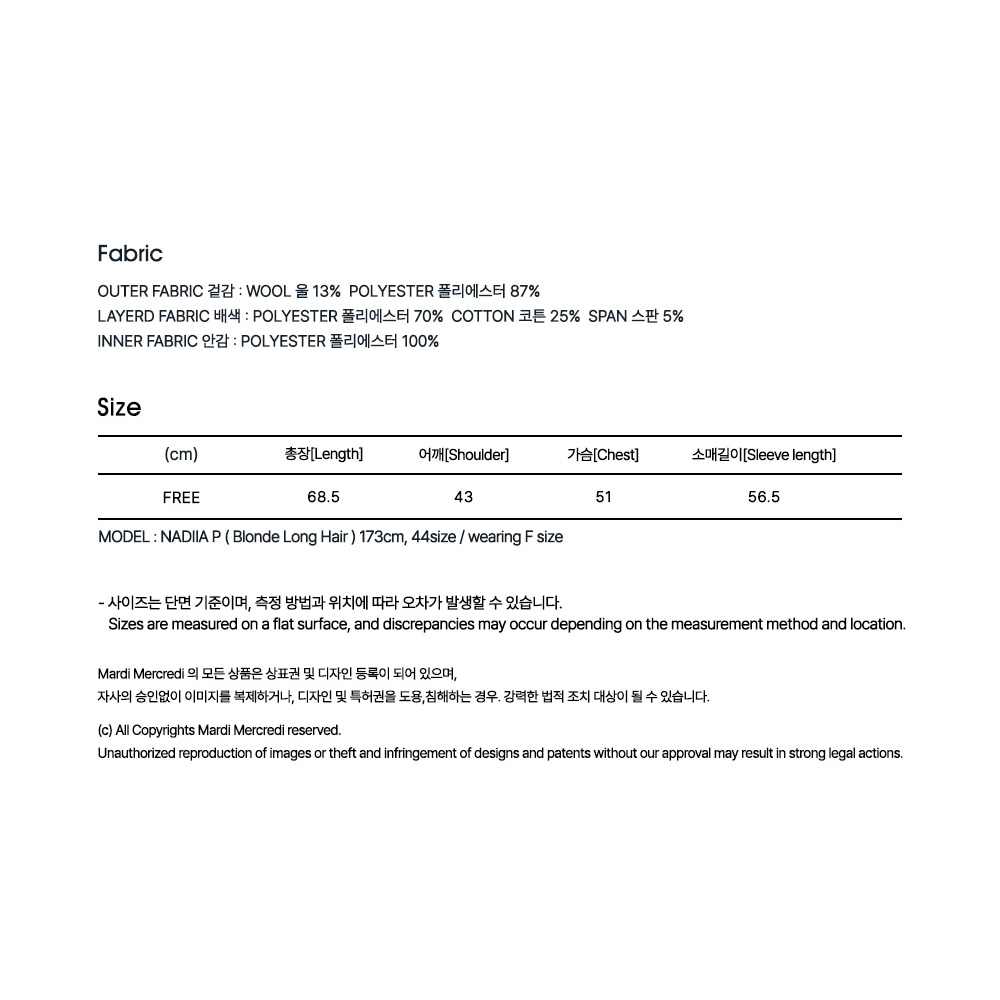 Fabric
OUTER FABRIC 겉감 : WOOL 울 13% POLYESTER 폴리에스터 87%
LAYERD FABRIC 배색 : POLYESTER 폴리에스터 70% COTTON 코튼 25% SPAN 스판 5%
INNER FABRIC 안감 : POLYESTER 폴리에스터 100%
Size
(cm) 총장[Length] 어깨[Shoulder] 가슴[Chest] 소매길이[Sleeve length]
FREE 68.5 43 51 56.5
MODEL : NADIIA P ( Blonde Long Hair ) 173cm, 44size / wearing F size
- 사이즈는 단면 기준이며, 측정 방법과 위치에 따라 오차가 발생할 수 있습니다.
Sizes are measured on a flat surface, and discrepancies may occur depending on the measurement method and location.
Mardi Mercredi 의 모든 상품은 상표권 및 디자인 등록이 되어 있으며,
자사의 승인없이 이미지를 복제하거나, 디자인 및 특허권을 도용,침해하는 경우. 강력한 법적 조치 대상이 될 수 있습니다.
(c) All Copyrights Mardi Mercredi reserved.
Unauthorized reproduction of images or theft and infringement of designs and patents without our approval may result in strong legal actions.